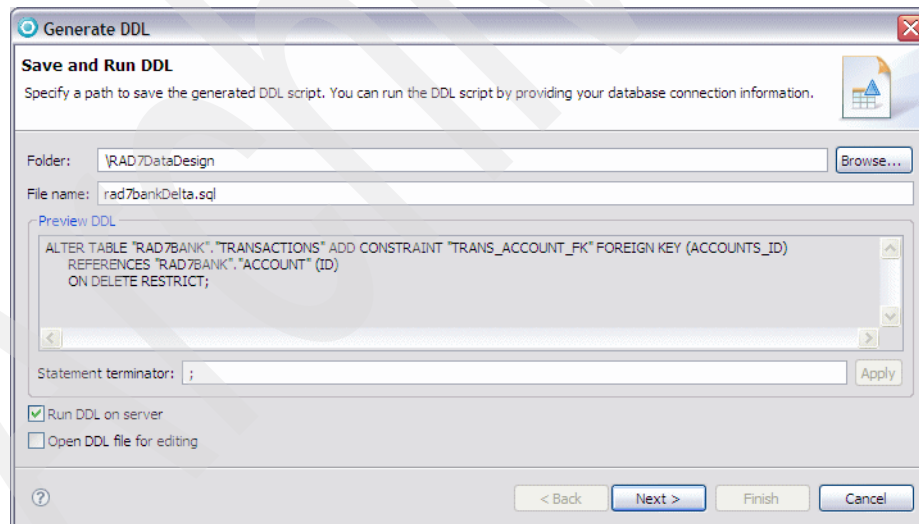 Generate DDL
Save and Run DDL
Specify a path to save the generated DDL script. You can run the DDL script by providing your database connection information.
Folder: \RAD7DataDesign Browse...
File name: rad7bankDelta.sql
Preview DDL
ALTER TABLE "RAD7BANK"."TRANSACTIONS" ADD CONSTRAINT "TRANS_ACCOUNT_FK" FOREIGN KEY (ACCOUNTS_ID)
REFERENCES "RAD7BANK"."ACCOUNT" (ID)
ON DELETE RESTRICT;
Statement terminator: ; Apply
Run DDL on server
Open DDL file for editing
? < Back Next > Finish Cancel